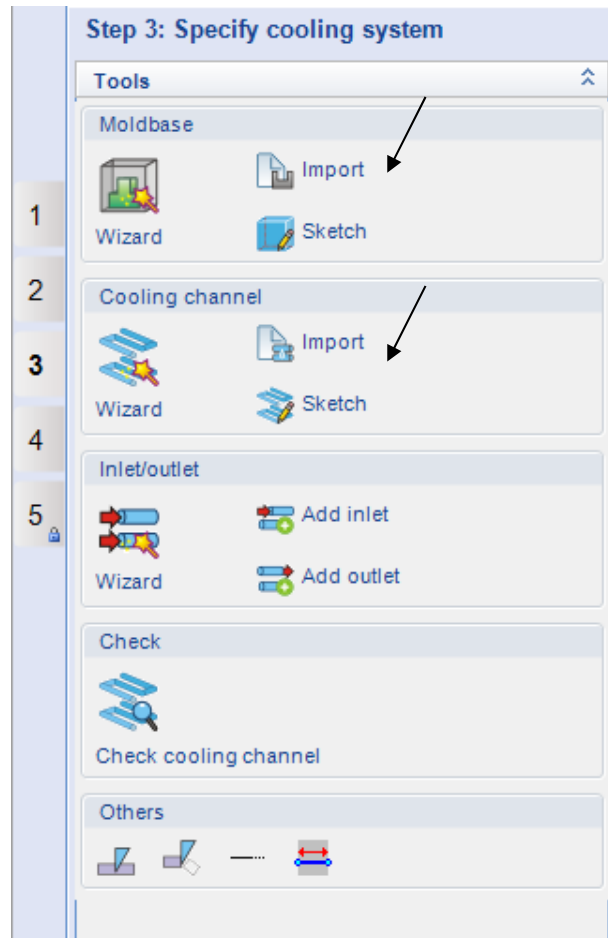 Step 3: Specify cooling system
Tools
Moldbase
Wizard
Import
Sketch
1
2
3
4
5
Cooling channel
Wizard
Import
Sketch
Inlet/outlet
Wizard
Add inlet
Add outlet
Check
Check cooling channel
Others